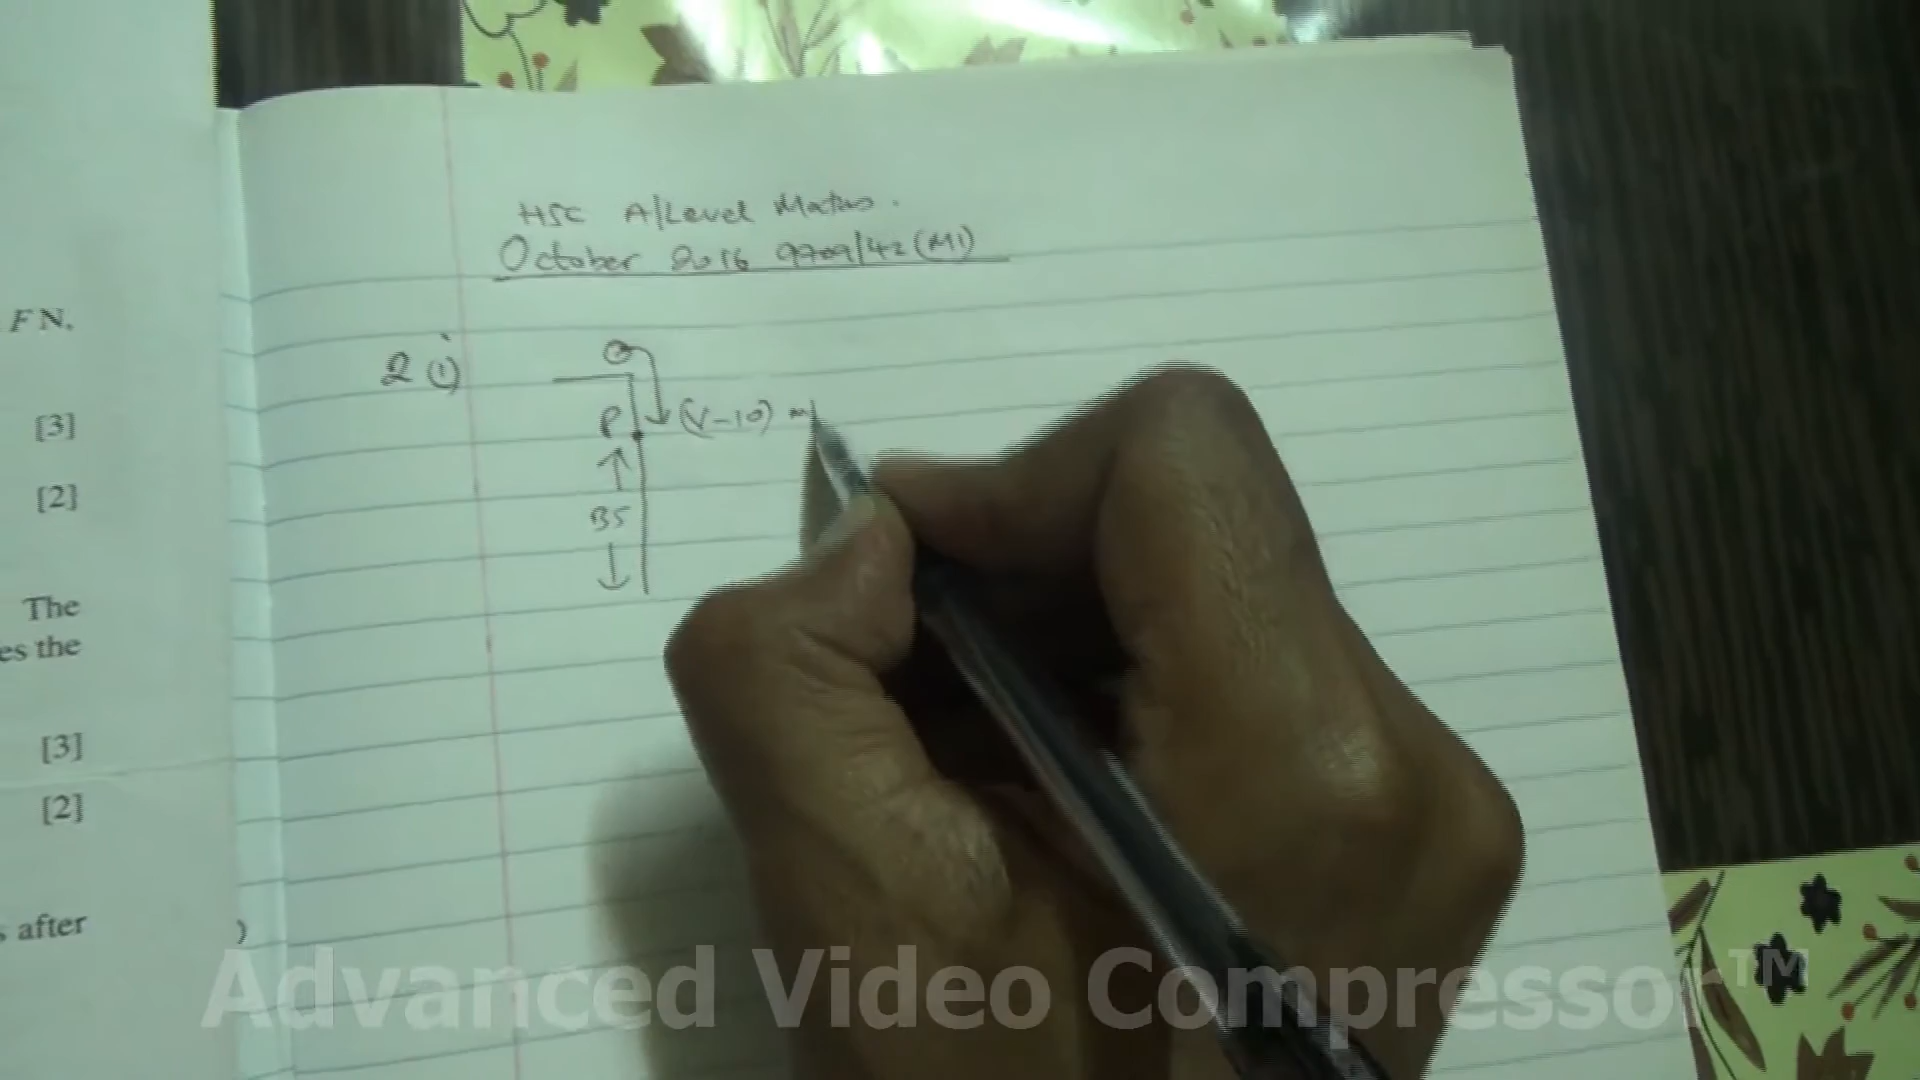 FN.
[3]
[2]
The
es the
[3]
[2]
s after
)
HSC A/Level Maths.
October 2016 9709/42 (M1)
2 (i)
P (V-10) m/
35
Advanced Video Compressor™